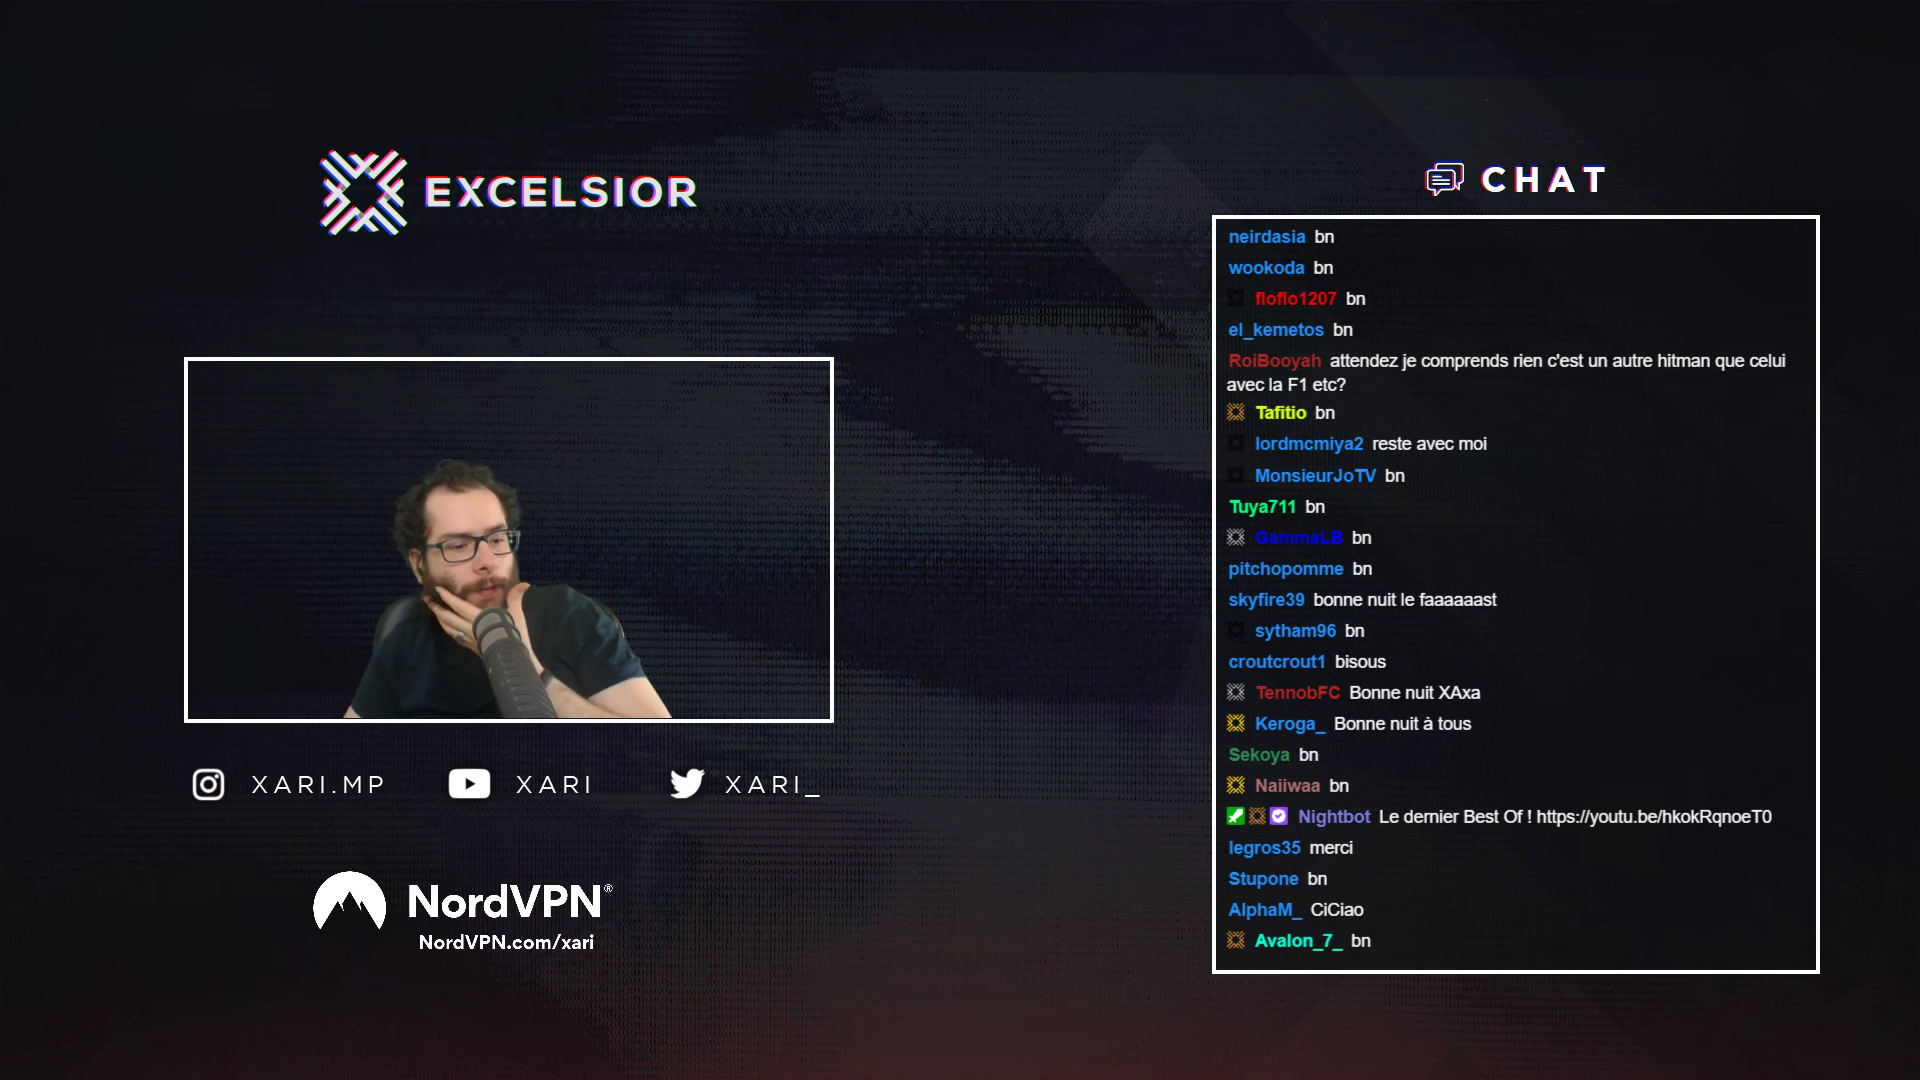 EXCELSIOR
CHAT
neirdasia bn
wookoda bn
floflo1207 bn
el_kemetos bn
RoiBooyah attendez je comprends rien c'est un autre hitman que celui
avec la F1 etc?
Tafitio bn
lordmcmiya2 reste avec moi
MonsieurJoTV bn
Tuya711 bn
GammaLB bn
pitchopomme bn
skyfire39 bonne nuit le faaaaaast
sytham96 bn
croutcrout1 bisous
TennobFC Bonne nuit XAxa
Keroga_ Bonne nuit à tous
Sekoya bn
Naiiwaa bn
Nightbot Le dernier Best Of ! https://youtu.be/hkokRqnoeT0
legros35 merci
Stupone bn
AlphaM_ CiCiao
Avalon_7_ bn
XARI.MP
XARI
XARI_
NordVPN®
NordVPN.com/xari